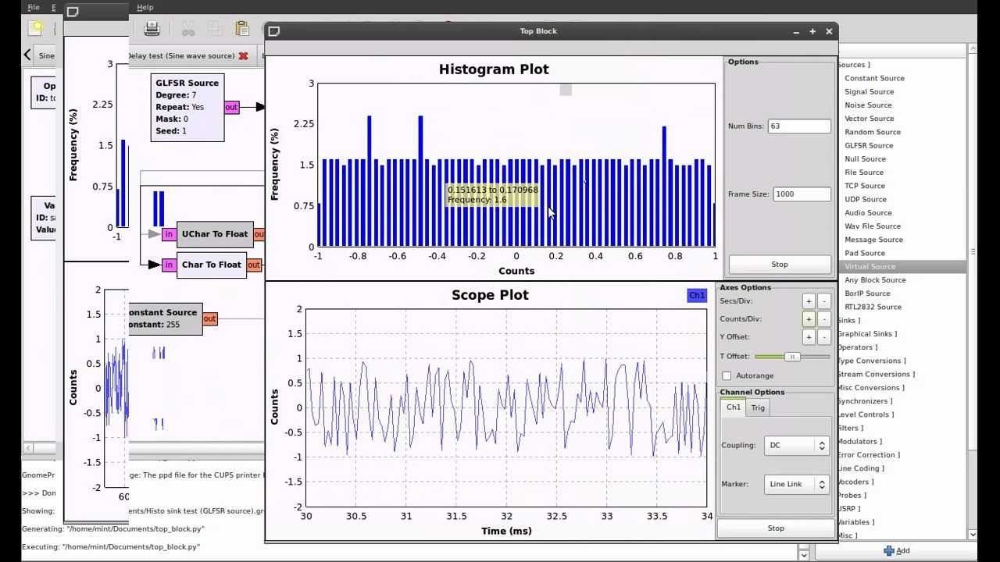 File
Help
Top Block
Sine
Delay test (Sine wave source)
Op
ID: to
Va
ID: sa
Value
3
2.25
1.5
0.75
0
-1
Frequency (%)
GLFSR Source
Degree: 7
Repeat: Yes
Mask: 0
Seed: 1
out
in
UChar To Float
ou
in
Char To Float
out
onstant Source
onstant: 255
out
2
1.5
1
0.5
0
-0.5
-1
-1.5
-2
Counts
60
Histogram Plot
Frequency (%)
3
2.25
1.5
0.75
0
0.151613 to 0.170968
Frequency: 1.6
-1 -0.8 -0.6 -0.4 -0.2 0 0.2 0.4 0.6 0.8 1
Counts
Options
Num Bins: 63
Frame Size: 1000
Stop
Scope Plot
Ch1
Counts
2
1.5
1
0.5
0
-0.5
-1
-1.5
-2
30 30.5 31 31.5 32 32.5 33 33.5 34
Time (ms)
Axes Options
Secs/Div: + -
Counts/Div: + -
Y Offset: + -
T Offset:
Autorange
Channel Options
Ch1 Trig
Coupling: DC
Marker: Line Link
Stop
Sources ]
Constant Source
Signal Source
Noise Source
Vector Source
Random Source
GLFSR Source
Null Source
File Source
TCP Source
UDP Source
Audio Source
Wav File Source
Message Source
Pad Source
Virtual Source
Any Block Source
BorIP Source
RTL2832 Source
Sinks ]
Graphical Sinks ]
Operators ]
Type Conversions ]
Stream Conversions ]
Misc Conversions ]
Synchronizers ]
Level Controls ]
Filters ]
Modulators ]
Error Correction ]
Line Coding ]
Vocoders ]
Probes ]
USRP ]
Variables ]
Misc ]
Add
GnomePr
ge: The ppd file for the CUPS printer
>>> Don
Showing:
ents/Histo sink test (GLFSR source).gr
Generating: "/home/mint/Documents/top_block.py"
Executing: "/home/mint/Documents/top_block.py"